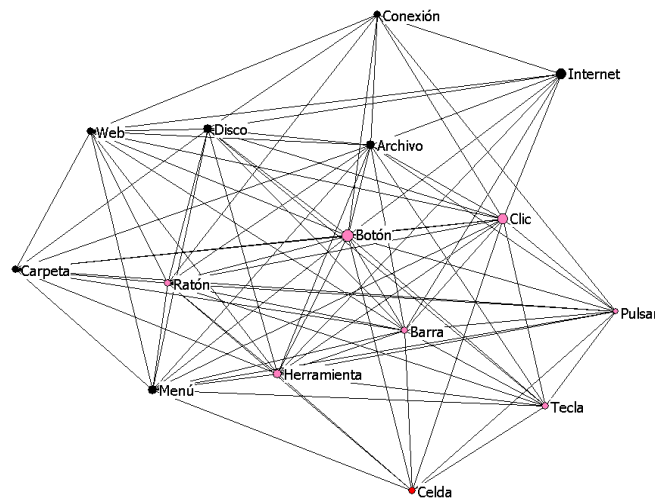 Conexión
Internet
Web
Disco
Archivo
Clic
Botón
Carpeta
Ratón
Pulsar
Barra
Herramienta
Menú
Tecla
Celda